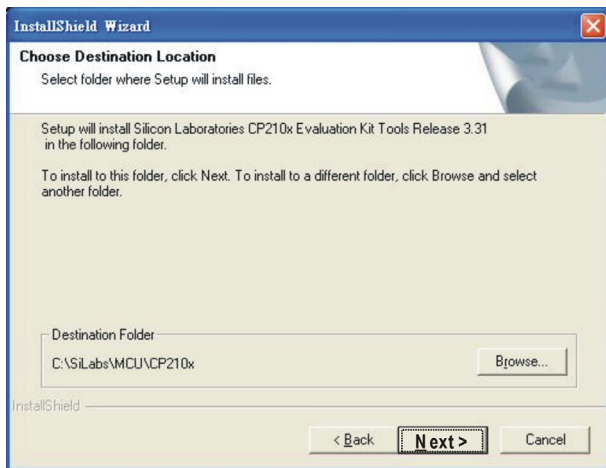 InstallShield Wizard
Choose Destination Location
Select folder where Setup will install files.
Setup will install Silicon Laboratories CP210x Evaluation Kit Tools Release 3.31
in the following folder.
To install to this folder, click Next. To install to a different folder, click Browse and select
another folder.
Destination Folder
C:\SiLabs\MCU\CP210x
Browse...
InstallShield
< Back
Next >
Cancel